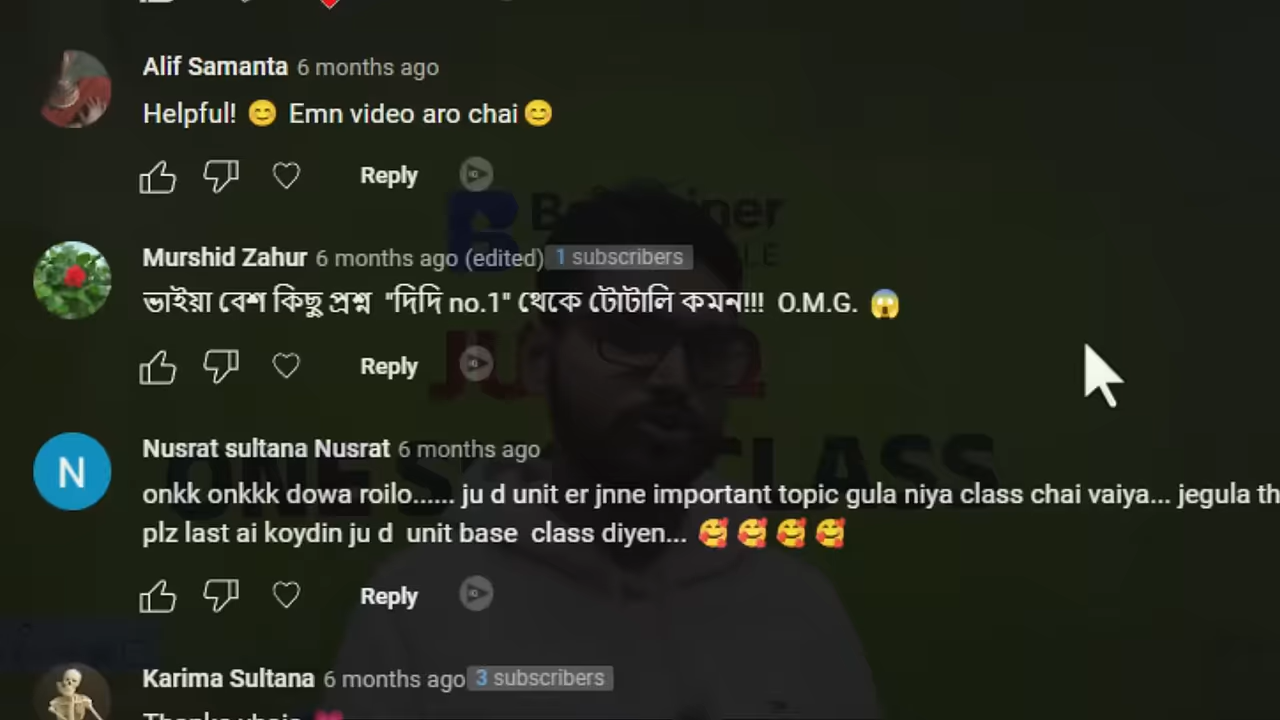 Alif Samanta 6 months ago
Helpful! 😊 Emn video aro chai 😊
Reply
Murshid Zahur 6 months ago (edited) 1 subscribers
ভাইয়া বেশ কিছু প্রশ্ন "দিদি no.1" থেকে টোটালি কমন!!! O.M.G. 😱
Reply
N
Nusrat sultana Nusrat 6 months ago
onkk onkkk dowa roilo...... ju d unit er jnne important topic gula niya class chai vaiya... jegula th
plz last ai koydin ju d unit base class diyen... 🥰 🥰 🥰 🥰
Reply
Karima Sultana 6 months ago 3 subscribers